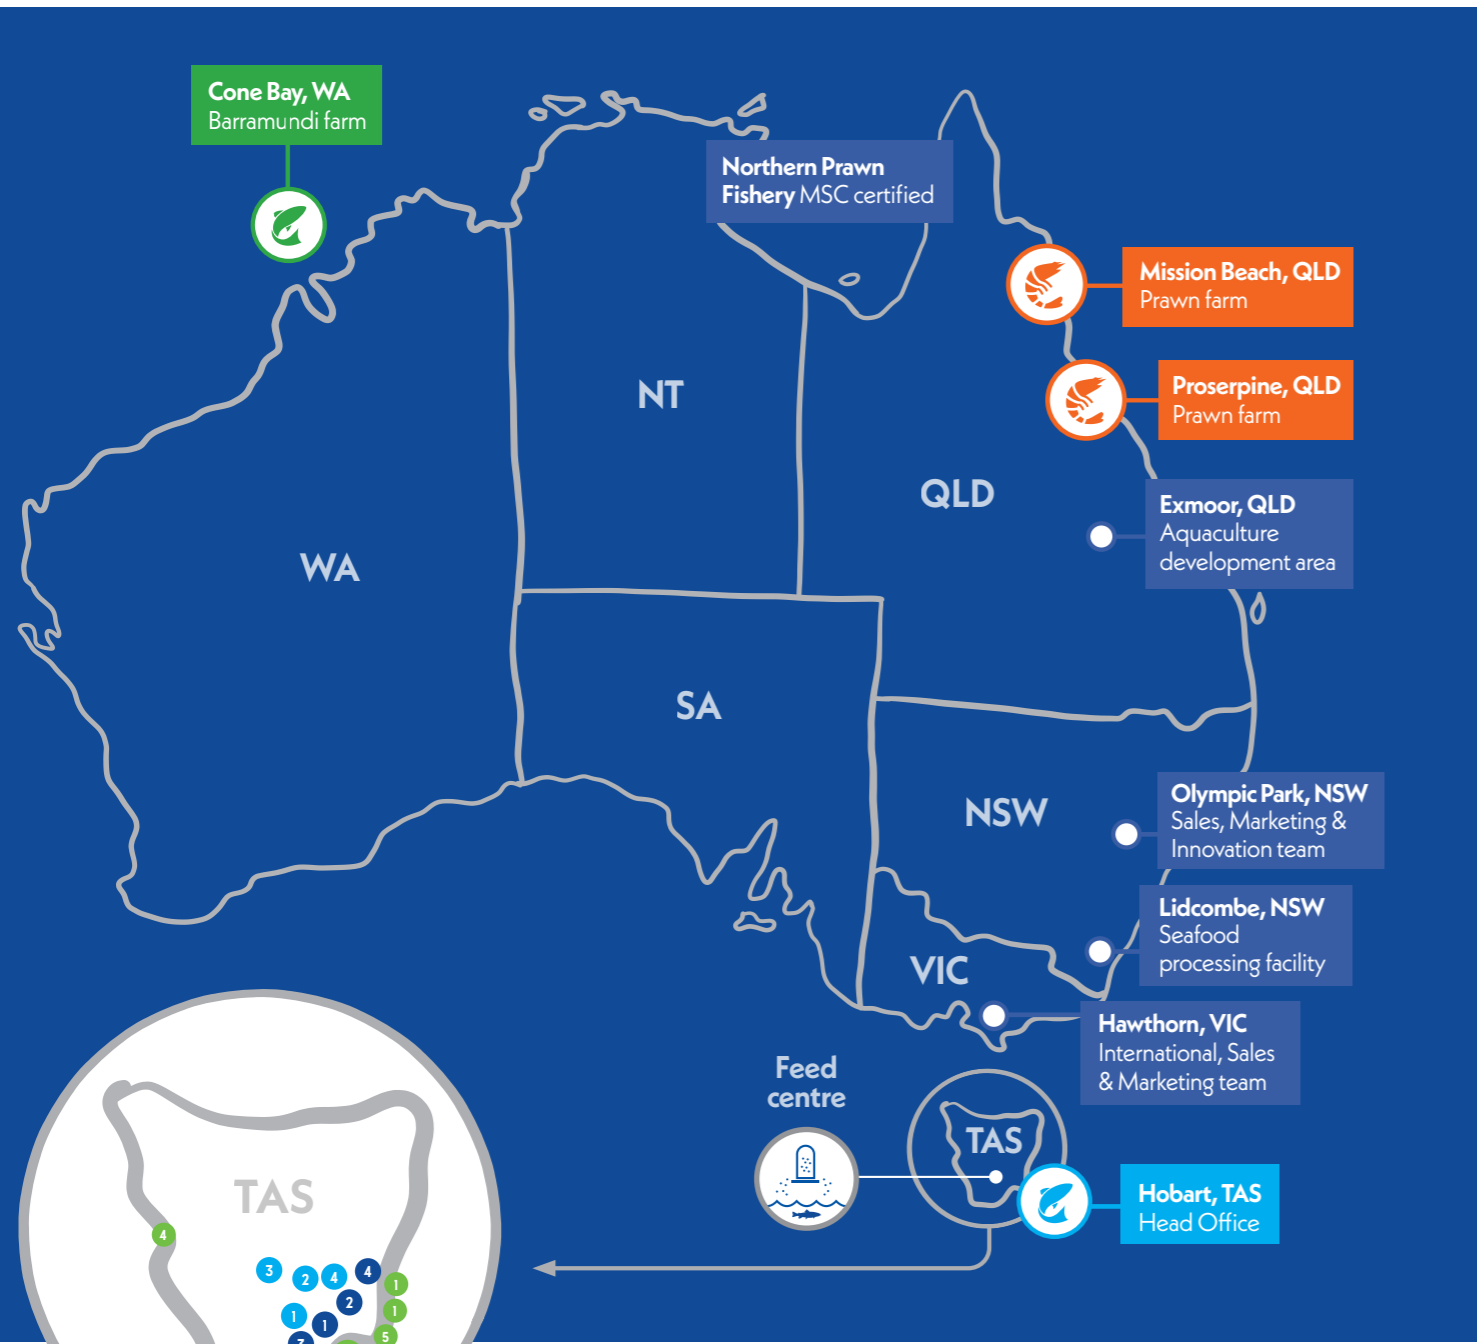 Cone Bay, WA
Barramundi farm
Northern Prawn
Fishery MSC certified
Mission Beach, QLD
Prawn farm
Proserpine, QLD
Prawn farm
NT
QLD
Exmoor, QLD
Aquaculture
development area
WA
SA
NSW
Olympic Park, NSW
Sales, Marketing &
Innovation team
Lidcombe, NSW
Seafood
processing facility
VIC
Hawthorn, VIC
International, Sales
& Marketing team
Feed
centre
TAS
Hobart, TAS
Head Office
TAS
4
3
2
4
4
1
2
1
1
1
5